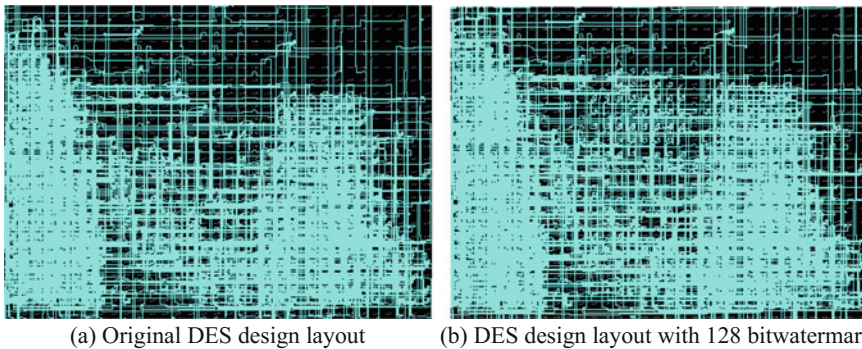 (a) Original DES design layout
(b) DES design layout with 128 bitwatermar